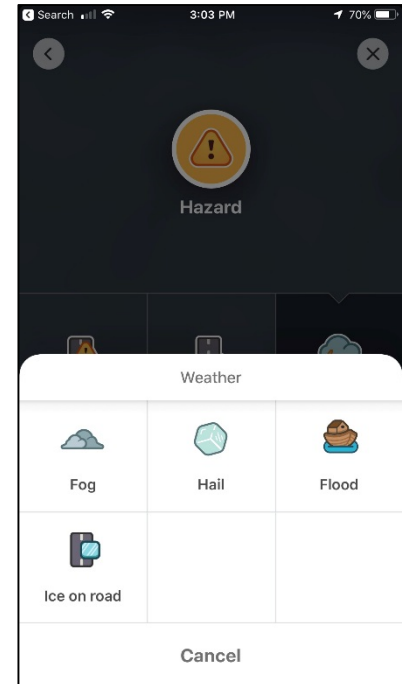 Search 3:03 PM 70%
Hazard
Weather
Fog Hail Flood
Ice on road
Cancel